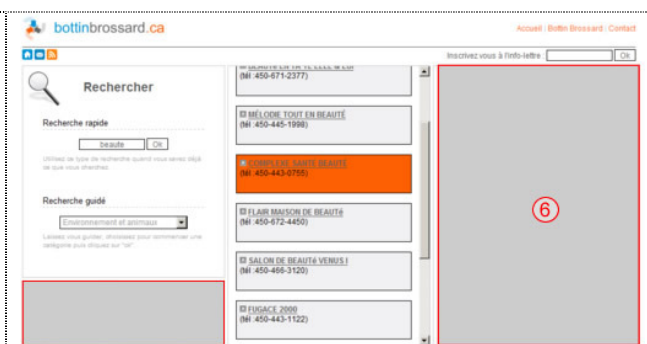 bottinbrossard.ca
Accueil | Bottin Brossard | Contact
Inscrivez vous à l'info-lettre : Ok
Rechercher
Recherche rapide
beaute Ok
Utilisez ce type de recherche quand vous savez déjà
ce que vous cherchez
Recherche guidé
Environnement et animaux
Laissez vous guider, choisissez pour commencer une
catégorie puis cliquez sur "ok".
(tél :450-671-2377)
MÉLODIE TOUT EN BEAUTÉ
(tél :450-445-1998)
COMPLEXE SANTE BEAUTÉ
(tél :450-443-0755)
FLAIR MAISON DE BEAUTé
(tél :450-672-4450)
SALON DE BEAUTé VENUS I
(tél :450-466-3120)
FUGACE 2000
(tél :450-443-1122)
6